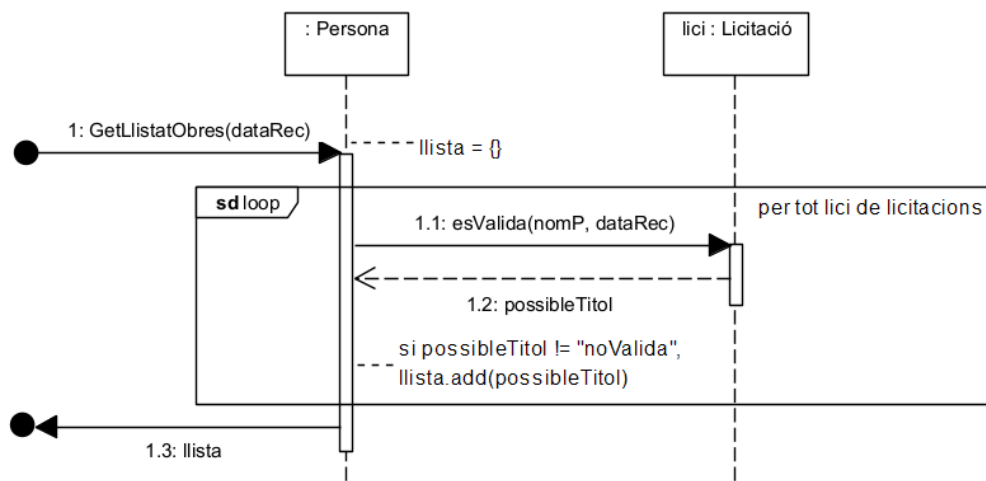 : Persona
lici : Licitació
1: GetLlistatObres(dataRec)
llista = {}
sd loop
per tot lici de licitacions
1.1: esValida(nomP, dataRec)
1.2: possibleTitol
si possibleTitol != "noValida",
llista.add(possibleTitol)
1.3: llista